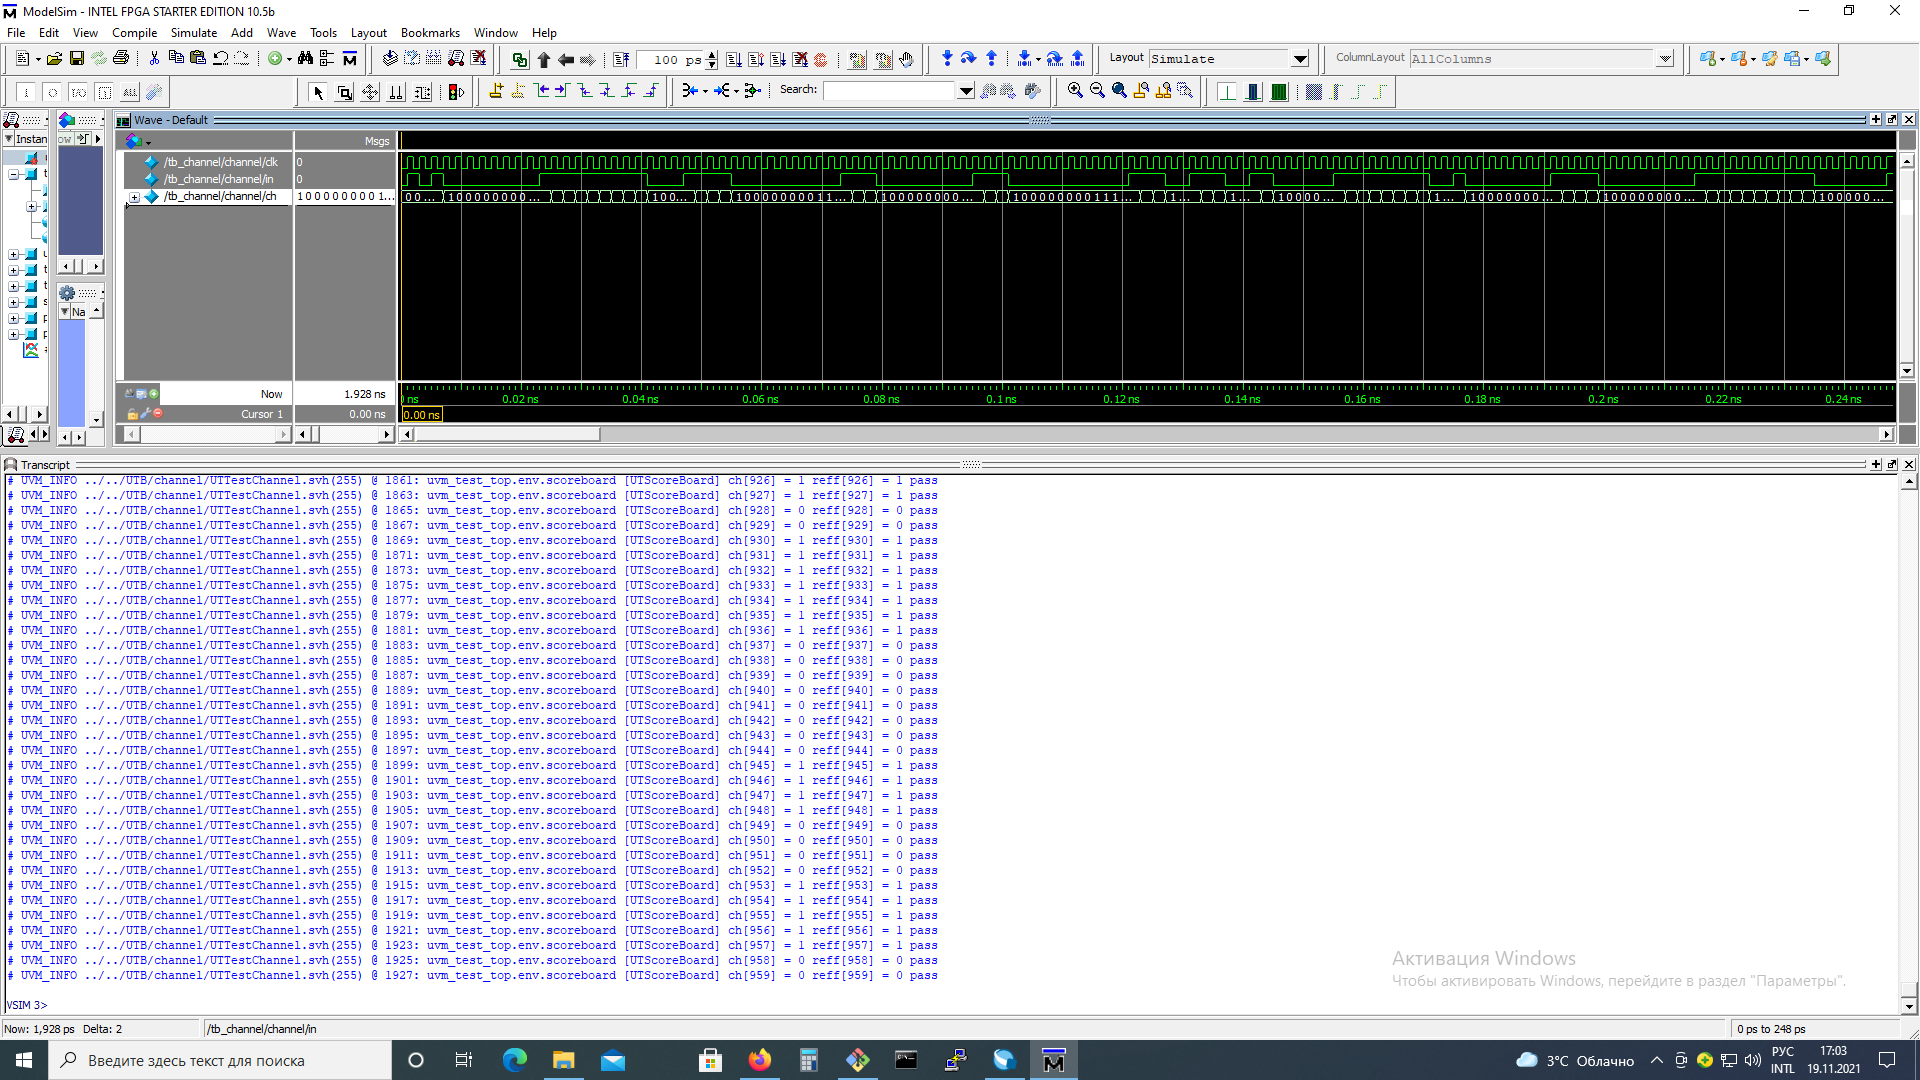 ModelSim - INTEL FPGA STARTER EDITION 10.5b
File Edit View Compile Simulate Add Wave Tools Layout Bookmarks Window Help
100 ps
Layout Simulate
ColumnLayout AllColumns
Search:
Wave - Default
Instan
Msgs
/tb_channel/channel/clk 0
/tb_channel/channel/in 0
/tb_channel/channel/ch 1000000001...
00... 100000000... 100... 1000000011... 100000000... 100000000111... 1... 1... 10000... 1... 10000000... 100000000... 100000...
Na
Now 1.928 ns
Cursor 1 0.00 ns
ns 0.02 ns 0.04 ns 0.06 ns 0.08 ns 0.1 ns 0.12 ns 0.14 ns 0.16 ns 0.18 ns 0.2 ns 0.22 ns 0.24 ns
0.00 ns
Transcript
# UVM_INFO ../../UTB/channel/UTTestChannel.svh(255) @ 1861: uvm_test_top.env.scoreboard [UTScoreBoard] ch[926] = 1 reff[926] = 1 pass
# UVM_INFO ../../UTB/channel/UTTestChannel.svh(255) @ 1863: uvm_test_top.env.scoreboard [UTScoreBoard] ch[927] = 1 reff[927] = 1 pass
# UVM_INFO ../../UTB/channel/UTTestChannel.svh(255) @ 1865: uvm_test_top.env.scoreboard [UTScoreBoard] ch[928] = 0 reff[928] = 0 pass
# UVM_INFO ../../UTB/channel/UTTestChannel.svh(255) @ 1867: uvm_test_top.env.scoreboard [UTScoreBoard] ch[929] = 0 reff[929] = 0 pass
# UVM_INFO ../../UTB/channel/UTTestChannel.svh(255) @ 1869: uvm_test_top.env.scoreboard [UTScoreBoard] ch[930] = 1 reff[930] = 1 pass
# UVM_INFO ../../UTB/channel/UTTestChannel.svh(255) @ 1871: uvm_test_top.env.scoreboard [UTScoreBoard] ch[931] = 1 reff[931] = 1 pass
# UVM_INFO ../../UTB/channel/UTTestChannel.svh(255) @ 1873: uvm_test_top.env.scoreboard [UTScoreBoard] ch[932] = 1 reff[932] = 1 pass
# UVM_INFO ../../UTB/channel/UTTestChannel.svh(255) @ 1875: uvm_test_top.env.scoreboard [UTScoreBoard] ch[933] = 1 reff[933] = 1 pass
# UVM_INFO ../../UTB/channel/UTTestChannel.svh(255) @ 1877: uvm_test_top.env.scoreboard [UTScoreBoard] ch[934] = 1 reff[934] = 1 pass
# UVM_INFO ../../UTB/channel/UTTestChannel.svh(255) @ 1879: uvm_test_top.env.scoreboard [UTScoreBoard] ch[935] = 1 reff[935] = 1 pass
# UVM_INFO ../../UTB/channel/UTTestChannel.svh(255) @ 1881: uvm_test_top.env.scoreboard [UTScoreBoard] ch[936] = 1 reff[936] = 1 pass
# UVM_INFO ../../UTB/channel/UTTestChannel.svh(255) @ 1883: uvm_test_top.env.scoreboard [UTScoreBoard] ch[937] = 0 reff[937] = 0 pass
# UVM_INFO ../../UTB/channel/UTTestChannel.svh(255) @ 1885: uvm_test_top.env.scoreboard [UTScoreBoard] ch[938] = 0 reff[938] = 0 pass
# UVM_INFO ../../UTB/channel/UTTestChannel.svh(255) @ 1887: uvm_test_top.env.scoreboard [UTScoreBoard] ch[939] = 0 reff[939] = 0 pass
# UVM_INFO ../../UTB/channel/UTTestChannel.svh(255) @ 1889: uvm_test_top.env.scoreboard [UTScoreBoard] ch[940] = 0 reff[940] = 0 pass
# UVM_INFO ../../UTB/channel/UTTestChannel.svh(255) @ 1891: uvm_test_top.env.scoreboard [UTScoreBoard] ch[941] = 0 reff[941] = 0 pass
# UVM_INFO ../../UTB/channel/UTTestChannel.svh(255) @ 1893: uvm_test_top.env.scoreboard [UTScoreBoard] ch[942] = 0 reff[942] = 0 pass
# UVM_INFO ../../UTB/channel/UTTestChannel.svh(255) @ 1895: uvm_test_top.env.scoreboard [UTScoreBoard] ch[943] = 0 reff[943] = 0 pass
# UVM_INFO ../../UTB/channel/UTTestChannel.svh(255) @ 1897: uvm_test_top.env.scoreboard [UTScoreBoard] ch[944] = 0 reff[944] = 0 pass
# UVM_INFO ../../UTB/channel/UTTestChannel.svh(255) @ 1899: uvm_test_top.env.scoreboard [UTScoreBoard] ch[945] = 1 reff[945] = 1 pass
# UVM_INFO ../../UTB/channel/UTTestChannel.svh(255) @ 1901: uvm_test_top.env.scoreboard [UTScoreBoard] ch[946] = 1 reff[946] = 1 pass
# UVM_INFO ../../UTB/channel/UTTestChannel.svh(255) @ 1903: uvm_test_top.env.scoreboard [UTScoreBoard] ch[947] = 1 reff[947] = 1 pass
# UVM_INFO ../../UTB/channel/UTTestChannel.svh(255) @ 1905: uvm_test_top.env.scoreboard [UTScoreBoard] ch[948] = 1 reff[948] = 1 pass
# UVM_INFO ../../UTB/channel/UTTestChannel.svh(255) @ 1907: uvm_test_top.env.scoreboard [UTScoreBoard] ch[949] = 0 reff[949] = 0 pass
# UVM_INFO ../../UTB/channel/UTTestChannel.svh(255) @ 1909: uvm_test_top.env.scoreboard [UTScoreBoard] ch[950] = 0 reff[950] = 0 pass
# UVM_INFO ../../UTB/channel/UTTestChannel.svh(255) @ 1911: uvm_test_top.env.scoreboard [UTScoreBoard] ch[951] = 0 reff[951] = 0 pass
# UVM_INFO ../../UTB/channel/UTTestChannel.svh(255) @ 1913: uvm_test_top.env.scoreboard [UTScoreBoard] ch[952] = 0 reff[952] = 0 pass
# UVM_INFO ../../UTB/channel/UTTestChannel.svh(255) @ 1915: uvm_test_top.env.scoreboard [UTScoreBoard] ch[953] = 1 reff[953] = 1 pass
# UVM_INFO ../../UTB/channel/UTTestChannel.svh(255) @ 1917: uvm_test_top.env.scoreboard [UTScoreBoard] ch[954] = 1 reff[954] = 1 pass
# UVM_INFO ../../UTB/channel/UTTestChannel.svh(255) @ 1919: uvm_test_top.env.scoreboard [UTScoreBoard] ch[955] = 1 reff[955] = 1 pass
# UVM_INFO ../../UTB/channel/UTTestChannel.svh(255) @ 1921: uvm_test_top.env.scoreboard [UTScoreBoard] ch[956] = 1 reff[956] = 1 pass
# UVM_INFO ../../UTB/channel/UTTestChannel.svh(255) @ 1923: uvm_test_top.env.scoreboard [UTScoreBoard] ch[957] = 1 reff[957] = 1 pass
# UVM_INFO ../../UTB/channel/UTTestChannel.svh(255) @ 1925: uvm_test_top.env.scoreboard [UTScoreBoard] ch[958] = 0 reff[958] = 0 pass
# UVM_INFO ../../UTB/channel/UTTestChannel.svh(255) @ 1927: uvm_test_top.env.scoreboard [UTScoreBoard] ch[959] = 0 reff[959] = 0 pass
Активация Windows
Чтобы активировать Windows, перейдите в раздел "Параметры".
VSIM 3>
Now: 1,928 ps Delta: 2 /tb_channel/channel/in 0 ps to 248 ps
Введите здесь текст для поиска
3°C Облачно
РУС
INTL
17:03
19.11.2021